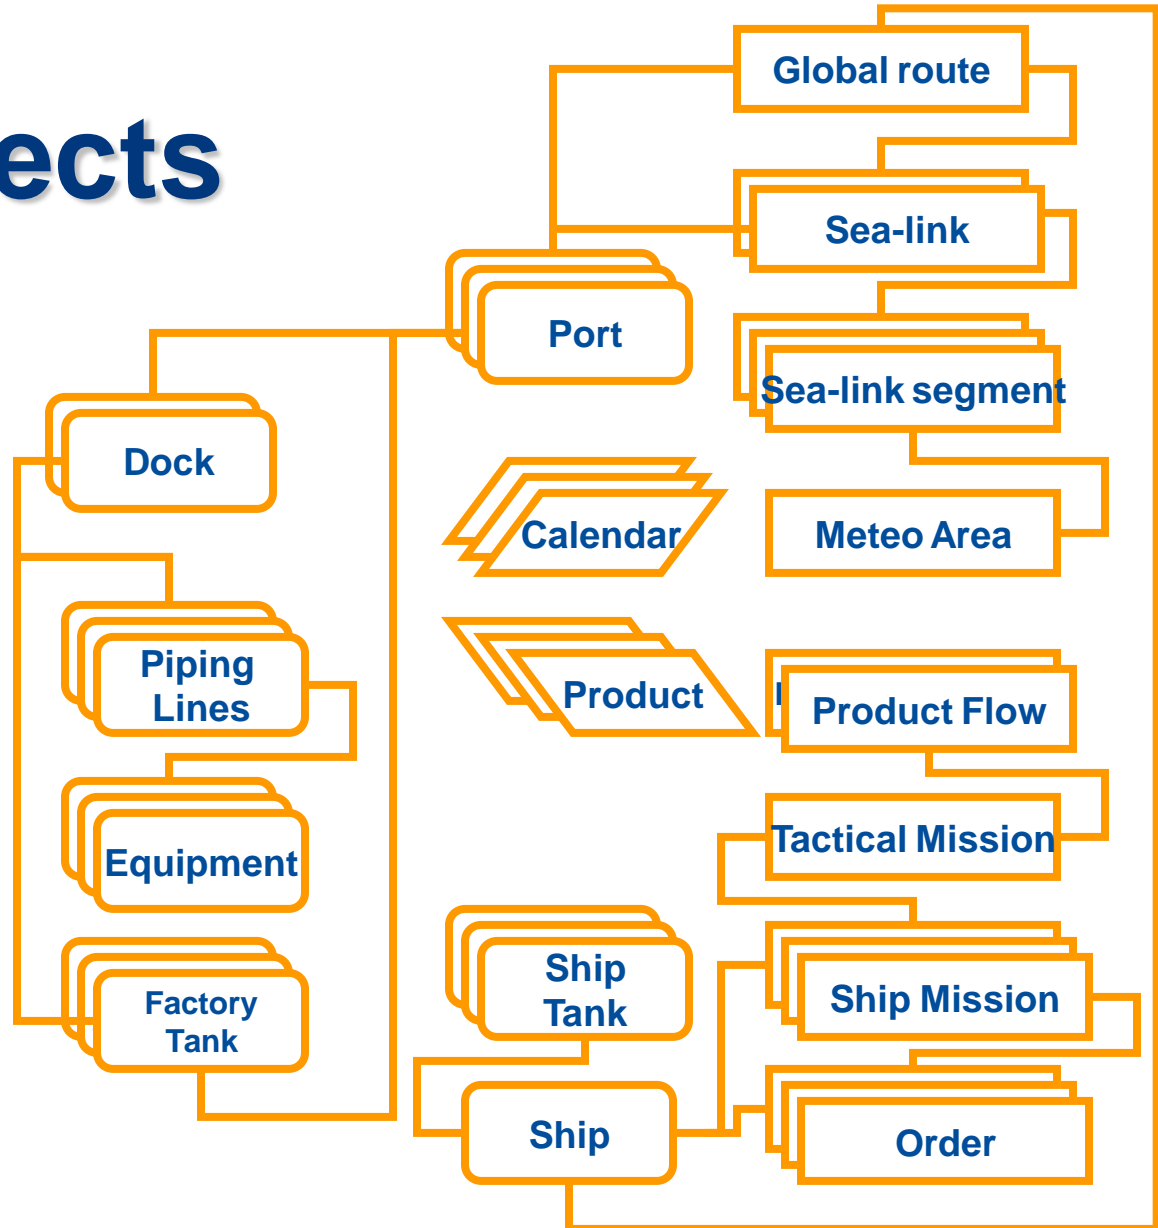 ects
Global route
Sea-link
Port
Sea-link segment
Dock
Calendar
Meteo Area
Piping
Lines
Product
Product Flow
Equipment
Tactical Mission
Ship
Tank
Factory
Tank
Ship Mission
Ship
Order